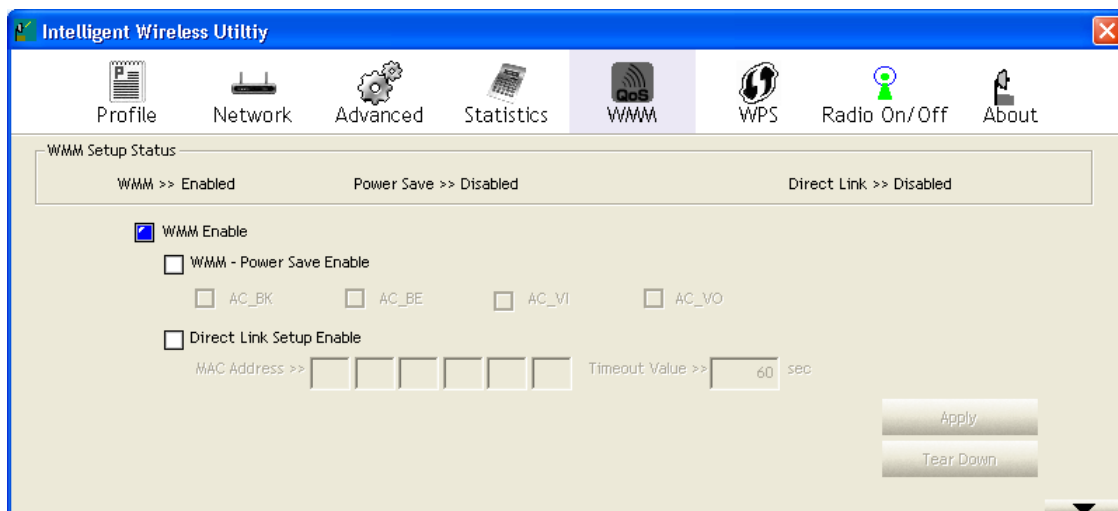 Intelligent Wireless Utiltiy
Profile Network Advanced Statistics QoS WMM WPS Radio On/Off About
WMM Setup Status
WMM >> Enabled Power Save >> Disabled Direct Link >> Disabled
WMM Enable
WMM - Power Save Enable
AC_BK AC_BE AC_VI AC_VO
Direct Link Setup Enable
MAC Address >> Timeout Value >> 60 sec
Apply
Tear Down